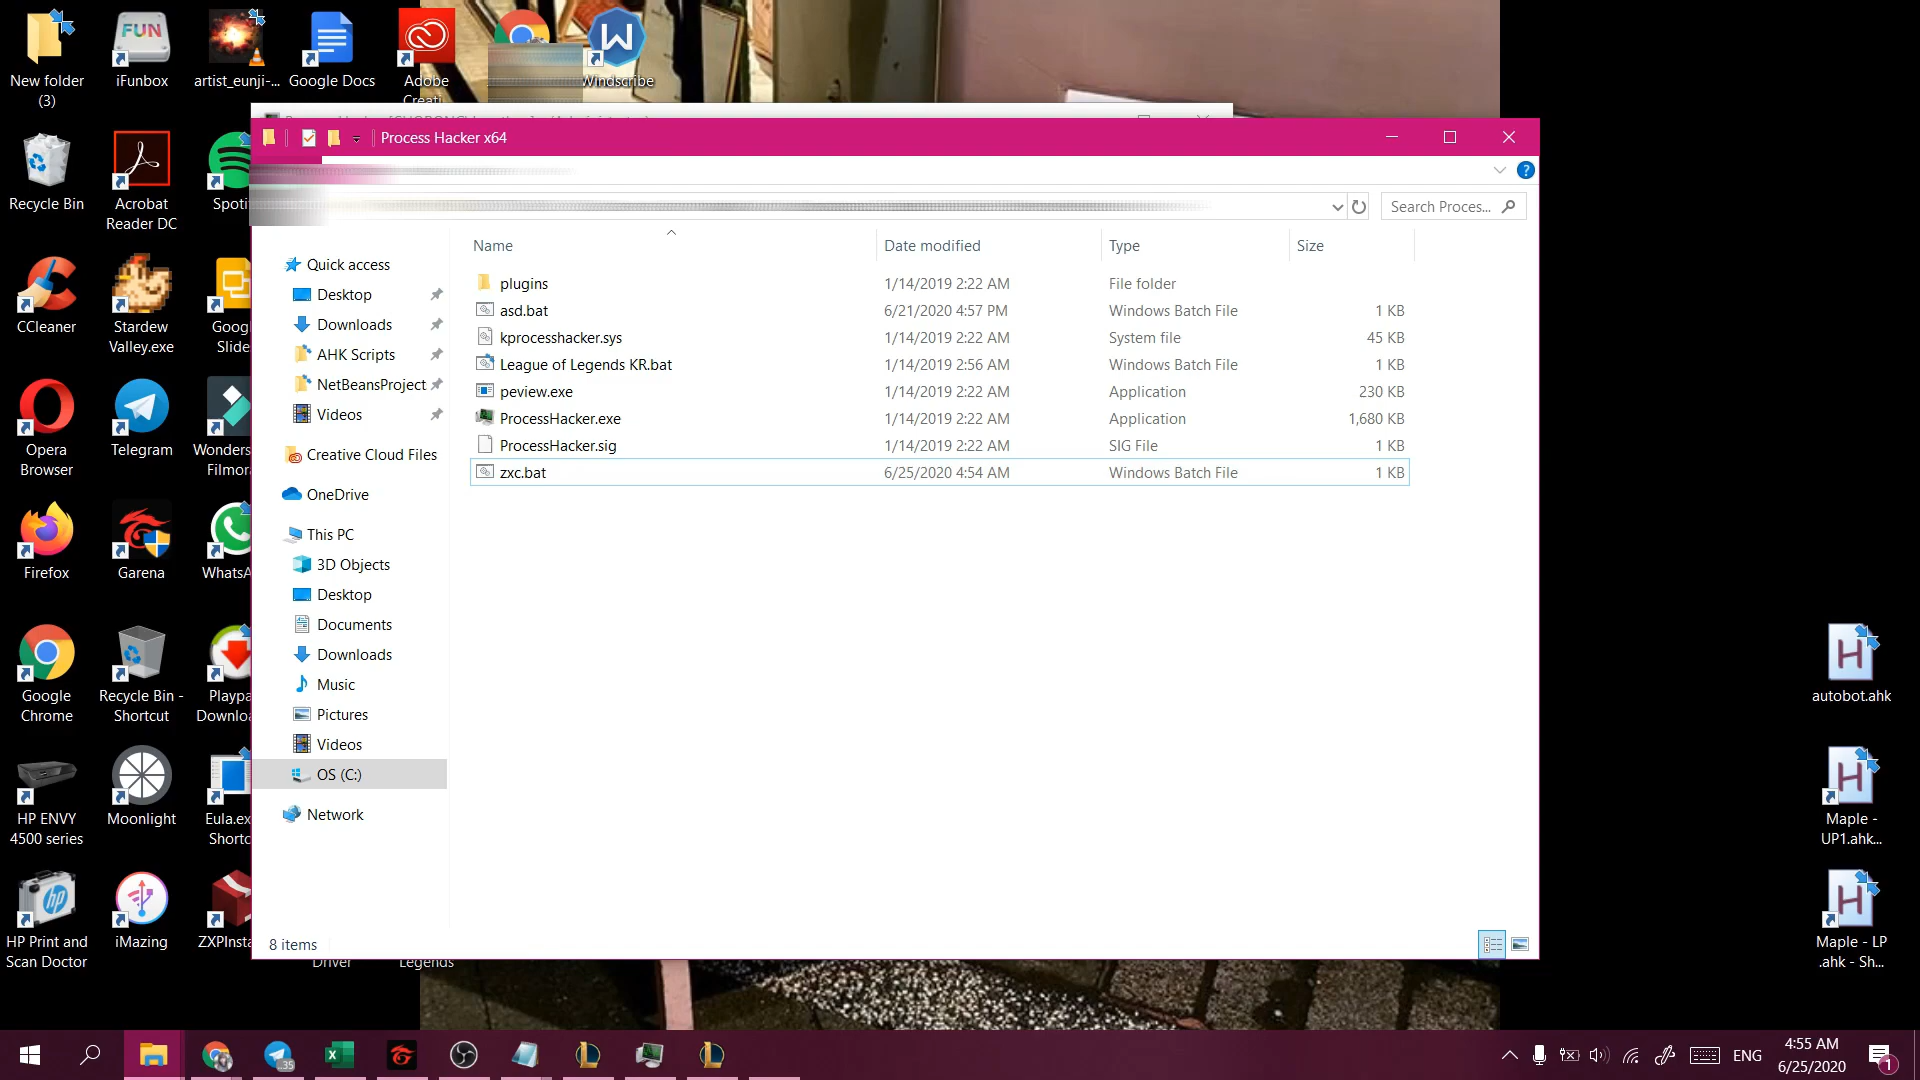 New folder
(3)
iFunbox
artist_eunji-...
Google Docs
Adobe
Creati
Windscribe
Recycle Bin
Acrobat
Reader DC
Spoti
CCleaner
Stardew
Valley.exe
Goog
Slide
Opera
Browser
Telegram
Wonders
Filmor
Firefox
Garena
WhatsA
Google
Chrome
Recycle Bin -
Shortcut
Playpa
Downloa
HP ENVY
4500 series
Moonlight
Eula.ex
Shortc
HP Print and
Scan Doctor
iMazing
ZXPInsta
Driver
Legends
Process Hacker x64
Search Proces...
Name Date modified Type Size
plugins 1/14/2019 2:22 AM File folder
asd.bat 6/21/2020 4:57 PM Windows Batch File 1 KB
kprocesshacker.sys 1/14/2019 2:22 AM System file 45 KB
League of Legends KR.bat 1/14/2019 2:56 AM Windows Batch File 1 KB
peview.exe 1/14/2019 2:22 AM Application 230 KB
ProcessHacker.exe 1/14/2019 2:22 AM Application 1,680 KB
ProcessHacker.sig 1/14/2019 2:22 AM SIG File 1 KB
zxc.bat 6/25/2020 4:54 AM Windows Batch File 1 KB
Quick access
Desktop
Downloads
AHK Scripts
NetBeansProject
Videos
Creative Cloud Files
OneDrive
This PC
3D Objects
Desktop
Documents
Downloads
Music
Pictures
Videos
OS (C:)
Network
8 items
autobot.ahk
Maple -
UP1.ahk...
Maple - LP
.ahk - Sh...
35
ENG
4:55 AM
6/25/2020
1